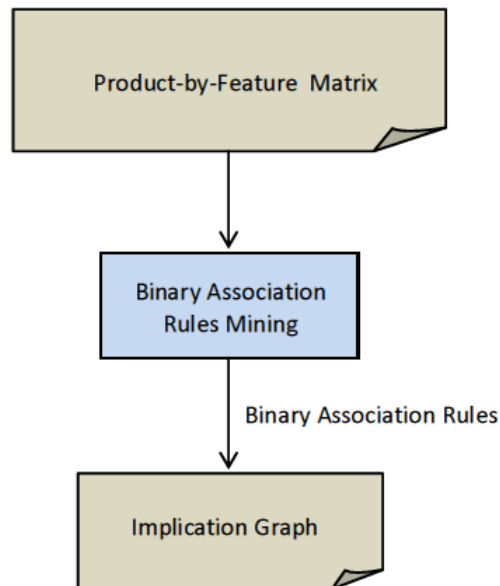 Product-by-Feature Matrix
Binary Association
Rules Mining
Binary Association Rules
Implication Graph